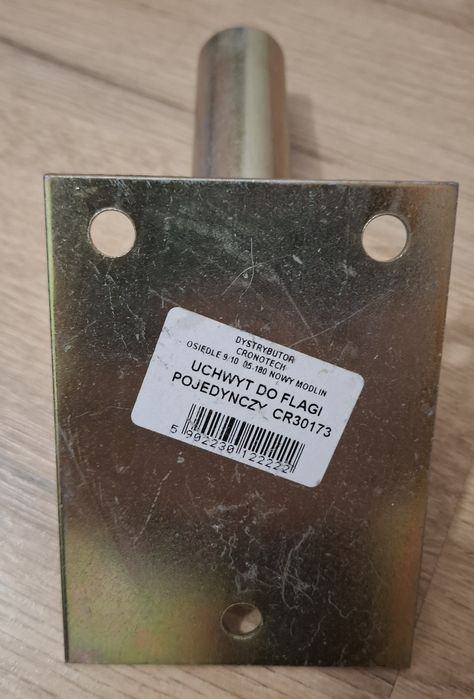 DYSTRYBUTOR
CRONOTECH
OSIEDLE 9/10 05-180 NOWY MODLIN
UCHWYT DO FLAGI
POJEDYNCZY CR30173
5 902230 122222